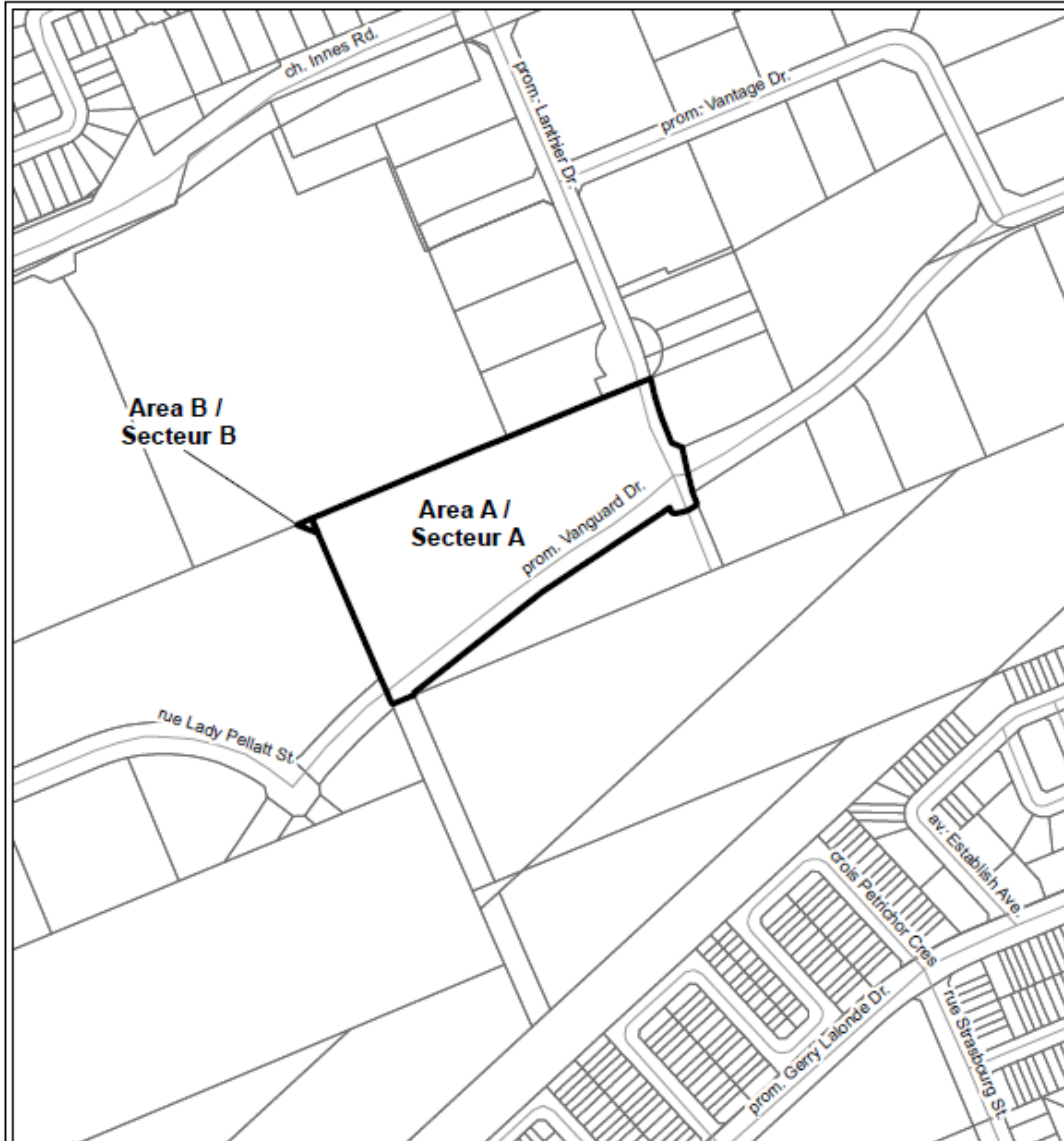 ch. Innes Rd.
prom. Lanthier Dr.
prom. Vantage Dr.
Area B /
Secteur B
Area A /
Secteur A
prom. Vanguard Dr.
rue Lady Pellatt St.
av. Establish Ave.
crois Petrichor Cres
prom. Gerry Lalonde Dr.
rue Strasbourg St.